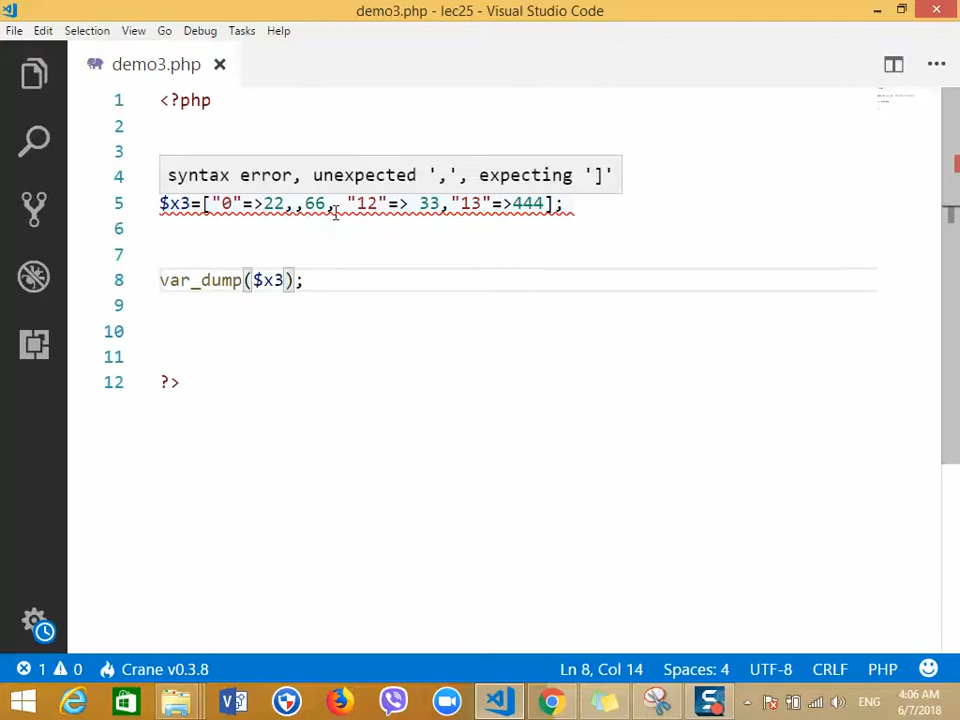 demo3.php - lec25 - Visual Studio Code
File Edit Selection View Go Debug Tasks Help
demo3.php
1 <?php
2
3
4 syntax error, unexpected ',', expecting ']'
5 $x3=["0"=>22,,66, "12"=> 33,"13"=>444];
6
7
8 var_dump($x3);
9
10
11
12 ?>
1 0 Crane v0.3.8 Ln 8, Col 14 Spaces: 4 UTF-8 CRLF PHP
ENG 4:06 AM
6/7/2018